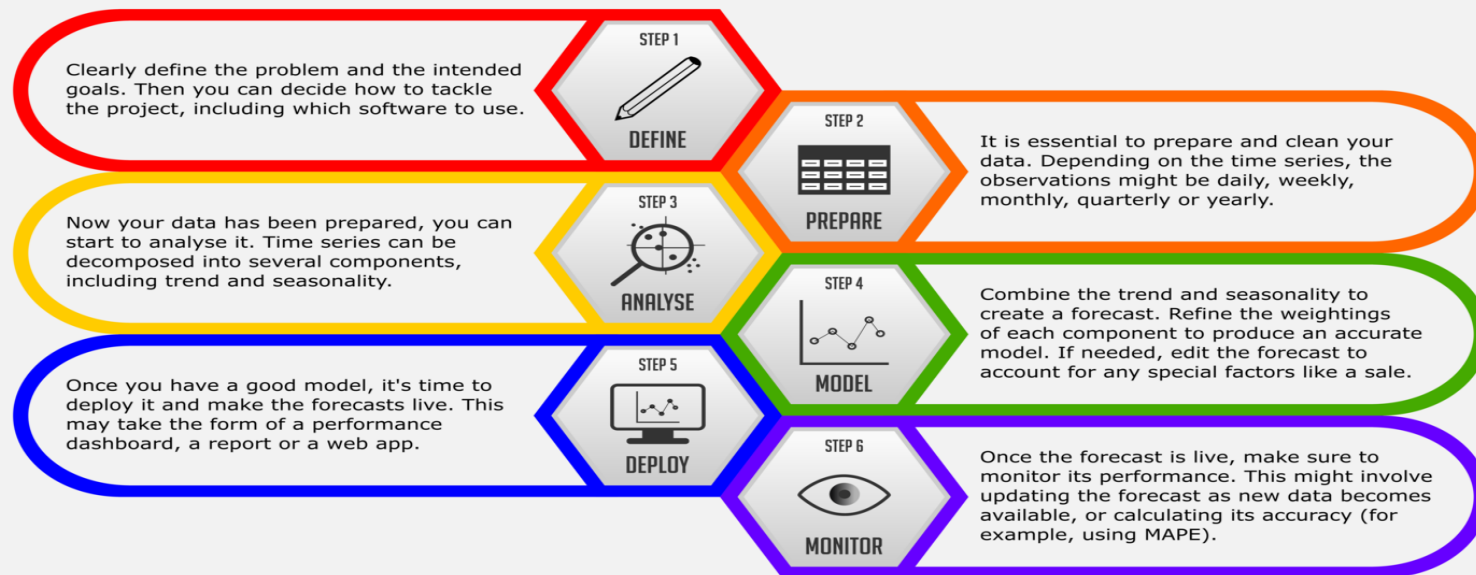 STEP 1
DEFINE
Clearly define the problem and the intended
goals. Then you can decide how to tackle
the project, including which software to use.
STEP 2
PREPARE
It is essential to prepare and clean your
data. Depending on the time series, the
observations might be daily, weekly,
monthly, quarterly or yearly.
STEP 3
ANALYSE
Now your data has been prepared, you can
start to analyse it. Time series can be
decomposed into several components,
including trend and seasonality.
STEP 4
MODEL
Combine the trend and seasonality to
create a forecast. Refine the weightings
of each component to produce an accurate
model. If needed, edit the forecast to
account for any special factors like a sale.
STEP 5
DEPLOY
Once you have a good model, it's time to
deploy it and make the forecasts live. This
may take the form of a performance
dashboard, a report or a web app.
STEP 6
MONITOR
Once the forecast is live, make sure to
monitor its performance. This might involve
updating the forecast as new data becomes
available, or calculating its accuracy (for
example, using MAPE).